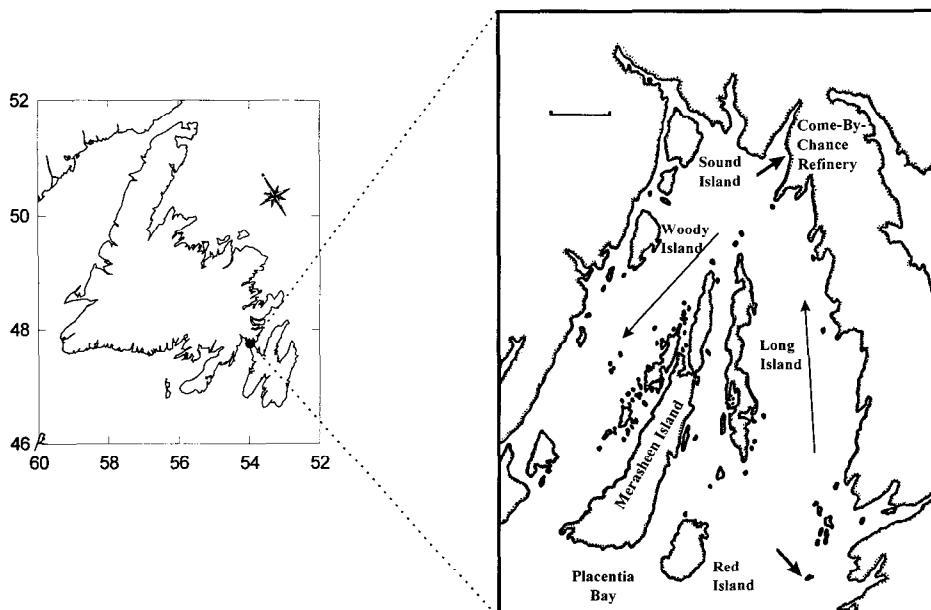 52
50
48
46
60
58
56
54
52
Come-By-
Chance
Refinery
Sound
Island
Woody
Island
Long
Island
Merasheen Island
Red
Island
Placentia
Bay